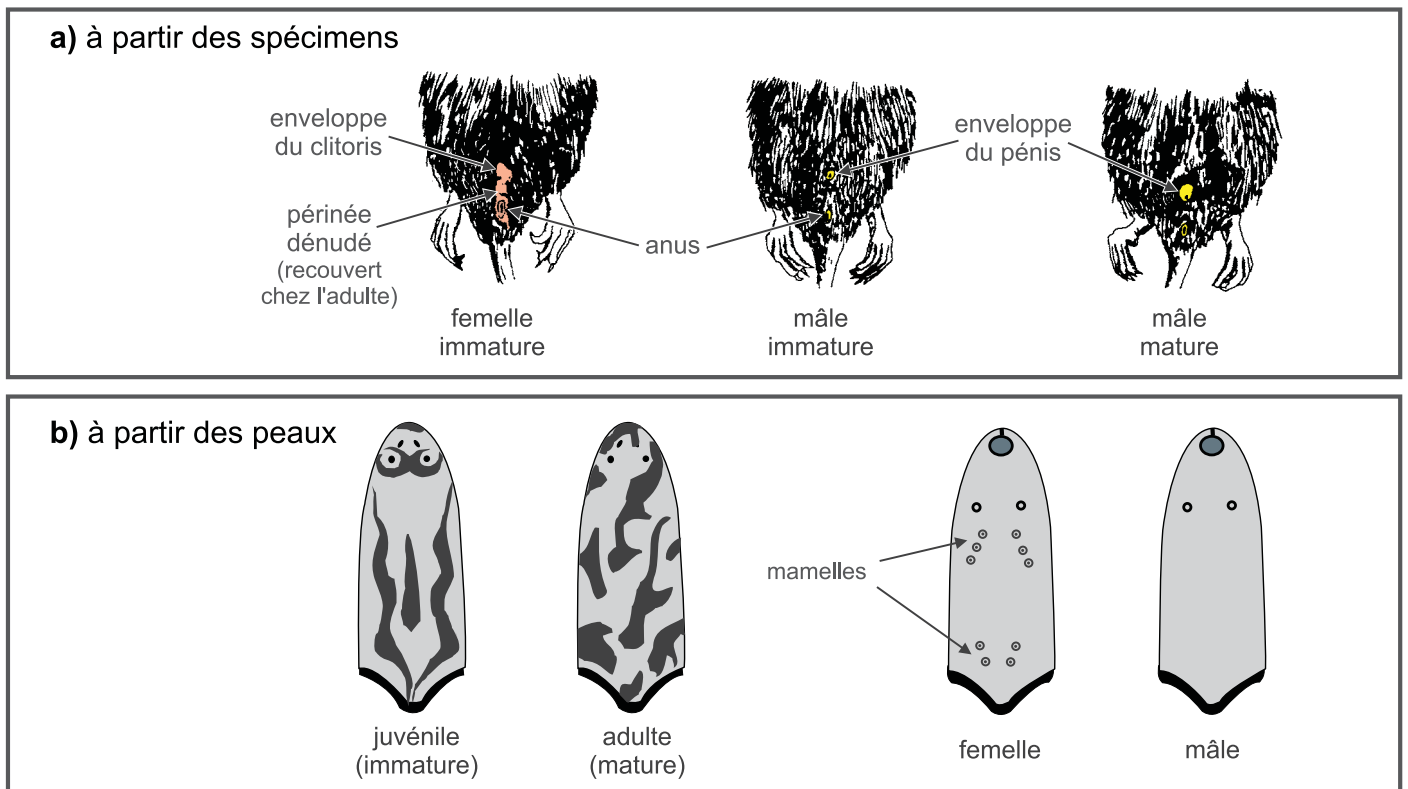 a) à partir des spécimens
enveloppe
du clitoris
périnée
dénudé
(recouvert
chez l'adulte)
anus
enveloppe
du pénis
femelle
immature
mâle
immature
mâle
mature
b) à partir des peaux
mamelles
juvénile
(immature)
adulte
(mature)
femelle
mâle